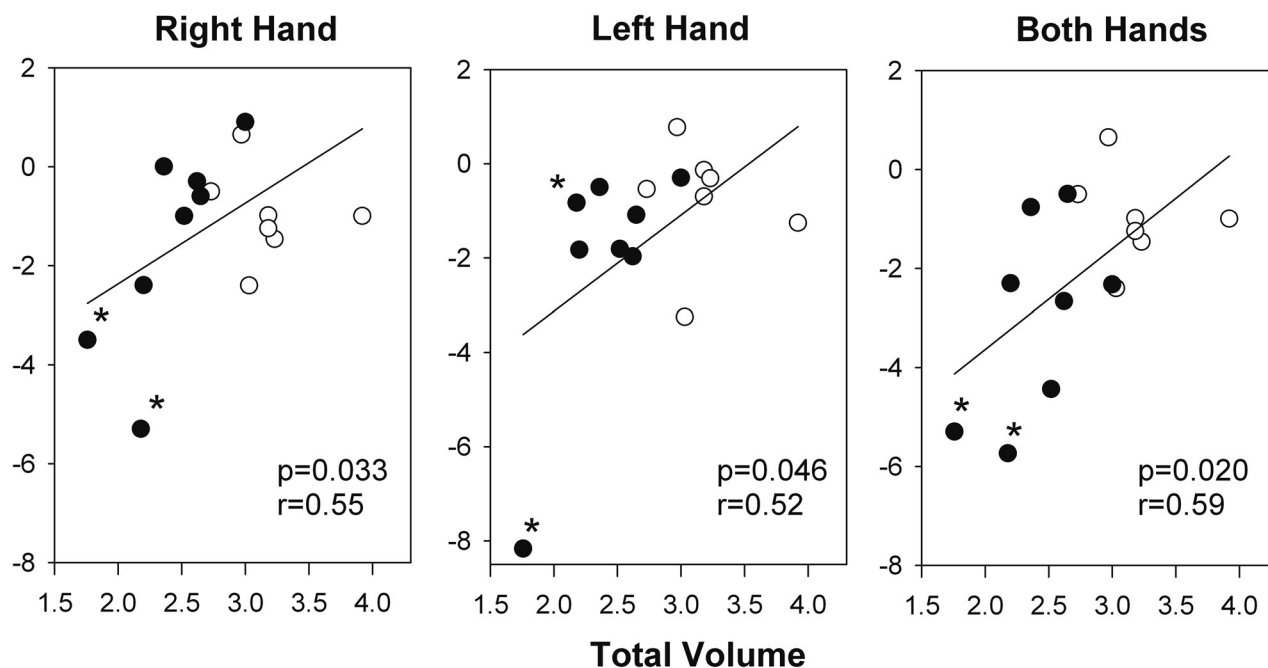 Right Hand
Left Hand
Both Hands
2
0
-2
-4
-6
-8
*
*
p=0.033
r=0.55
1.5 2.0 2.5 3.0 3.5 4.0
2
0
-2
-4
-6
-8
*
*
p=0.046
r=0.52
1.5 2.0 2.5 3.0 3.5 4.0
2
0
-2
-4
-6
-8
*
*
p=0.020
r=0.59
1.5 2.0 2.5 3.0 3.5 4.0
Total Volume